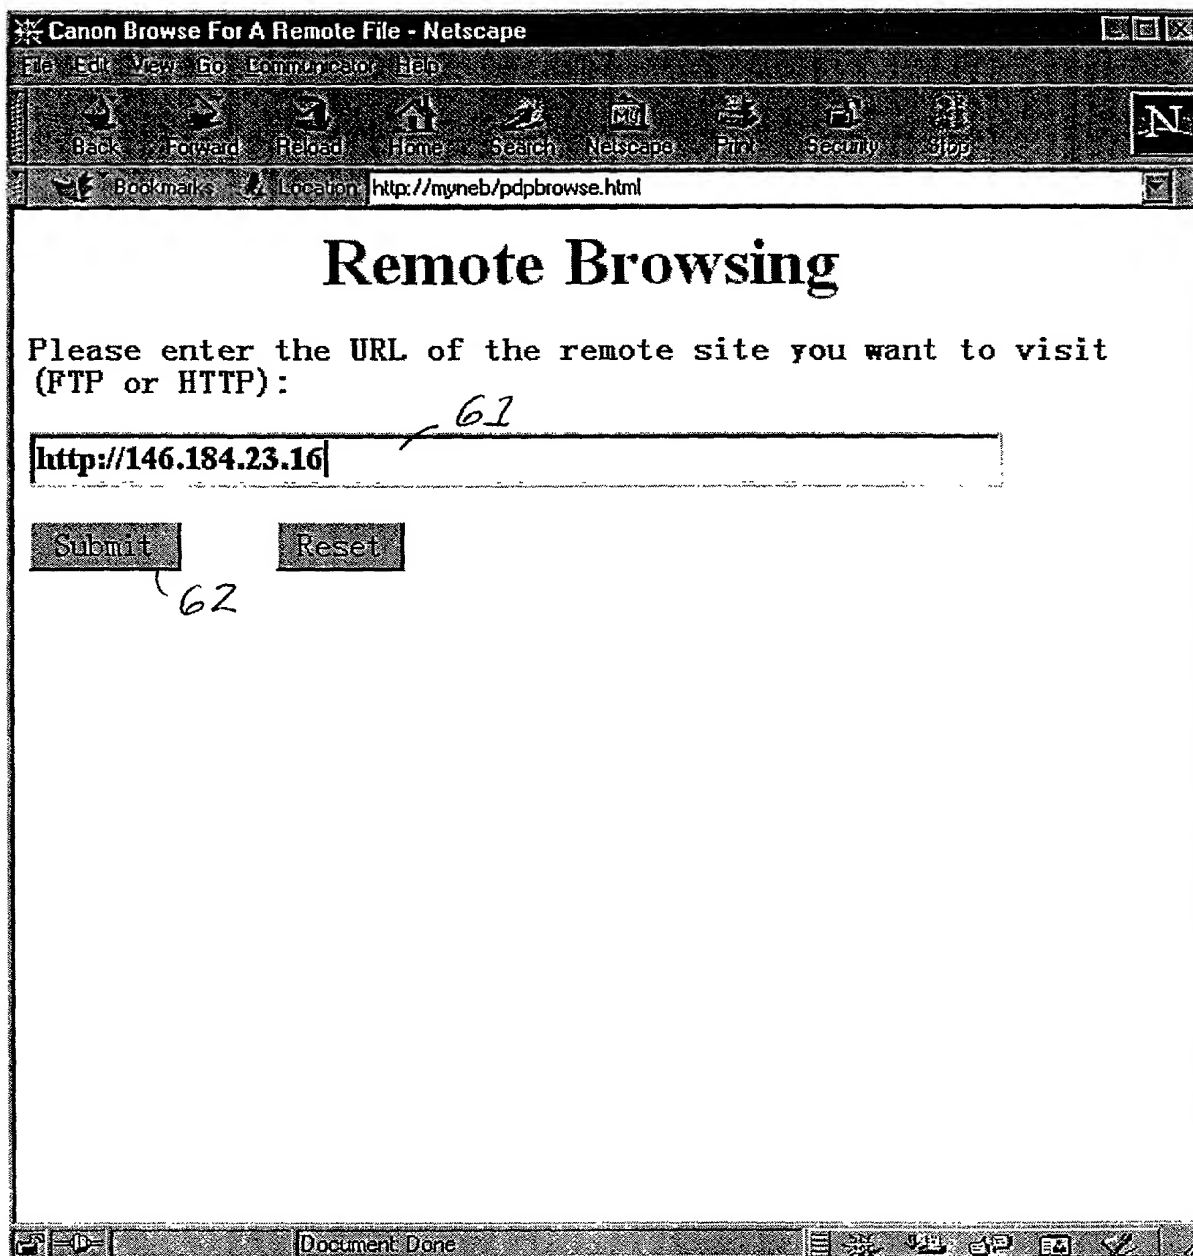 Canon Browse For A Remote File - Netscape
File Edit View Go Communicator Help
Back Forward Reload Home Search Netscape Print Security Stop
N
Bookmarks Location http://myneb/pdpbrowse.html
Remote Browsing
Please enter the URL of the remote site you want to visit
(FTP or HTTP):
61
http://146.184.23.16
Submit Reset
62
Document: Done